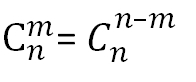 $C_n^m = C_n^{n-m}$